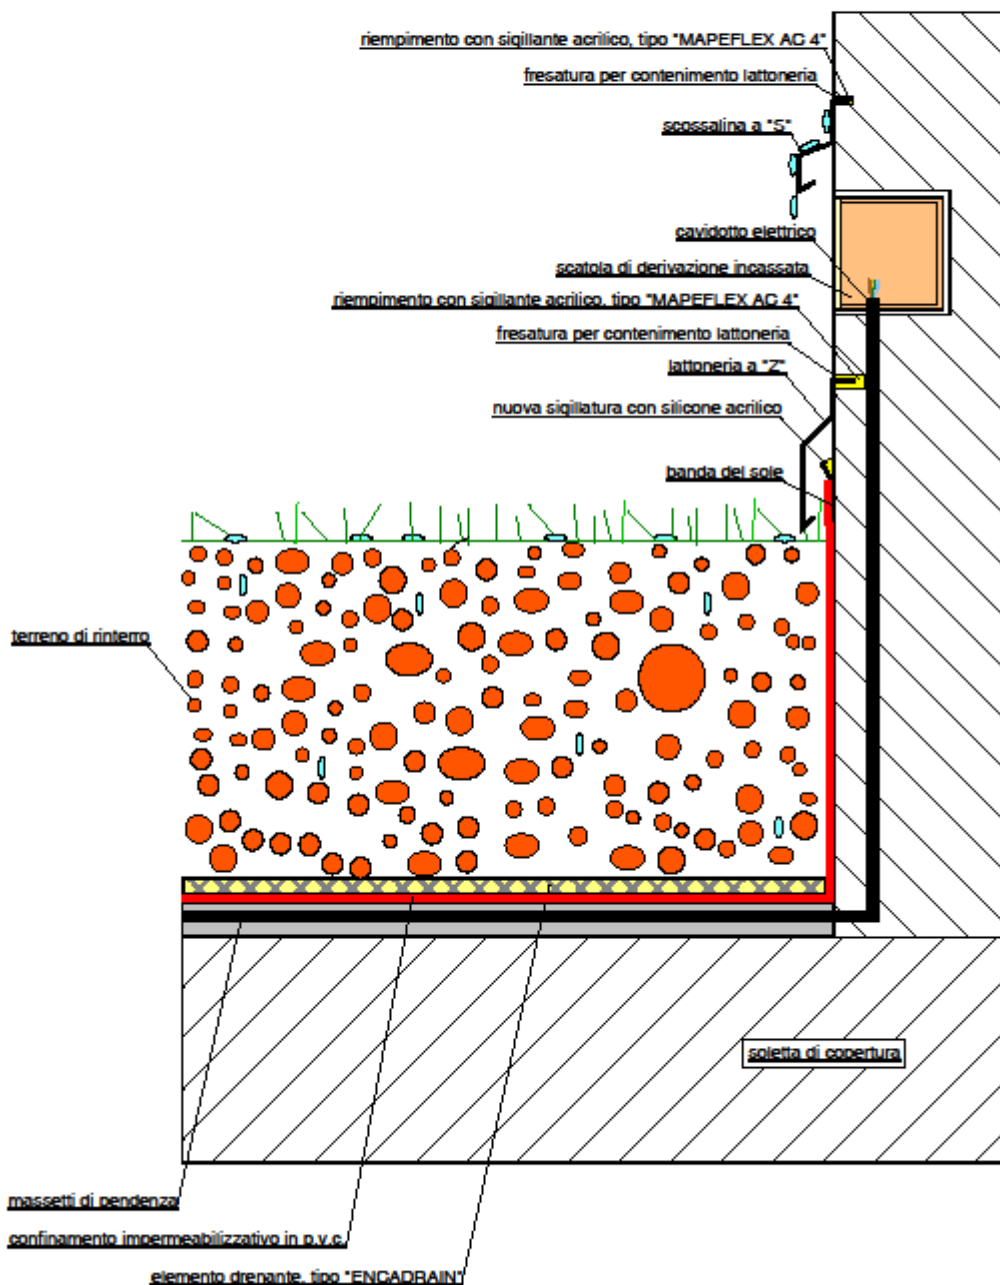 riempimento con sigillante acrilico, tipo "MAPEFLEX AC 4"
fresatura per contenimento lattoneria
scossalina a "S"
cavidotto elettrico
scatola di derivazione incassata
riempimento con sigillante acrilico, tipo "MAPEFLEX AC 4"
fresatura per contenimento lattoneria
lattoneria a "Z"
nuova sigillatura con silicone acrilico
banda del sole
terreno di rinterro
soletta di copertura
massetti di pendenza
confinamento impermeabilizzativo in p.v.c.
elemento drenante, tipo "ENCADRAIN"